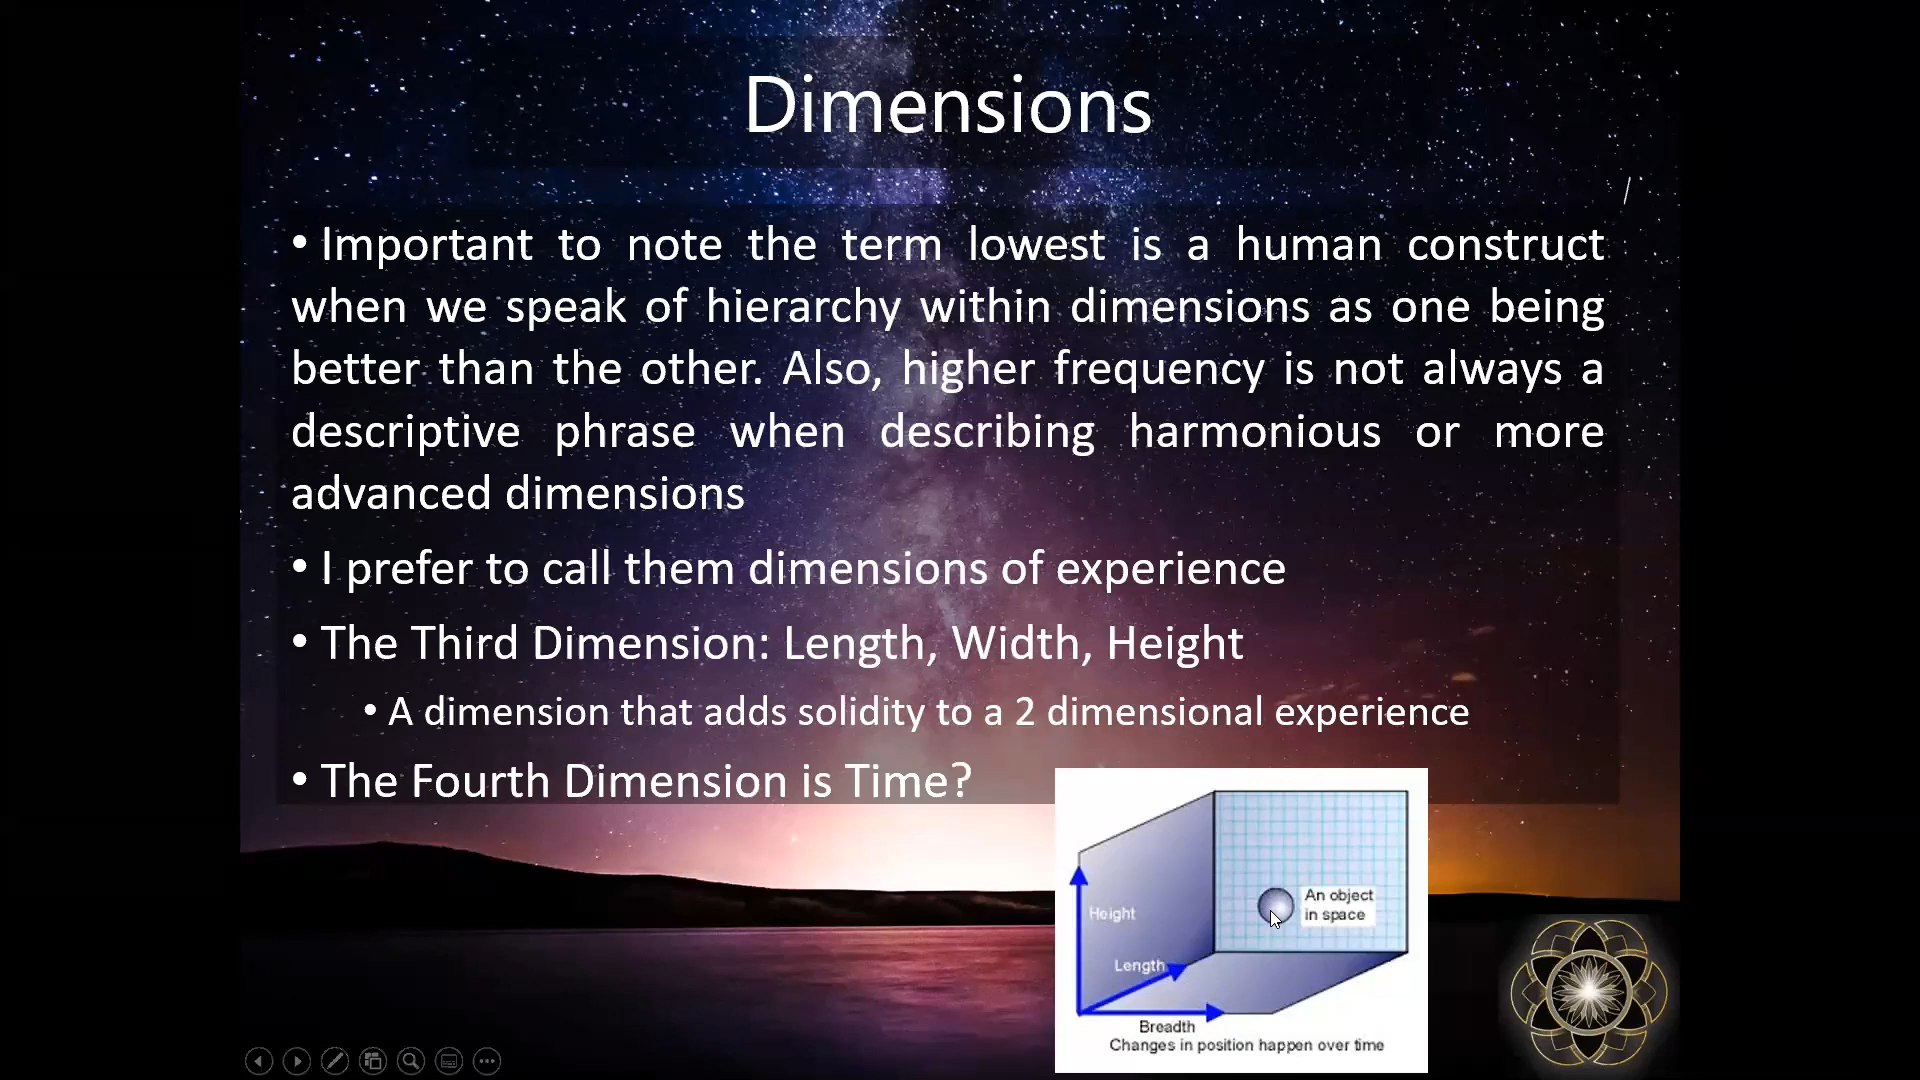 Dimensions
• Important to note the term lowest is a human construct
when we speak of hierarchy within dimensions as one being
better than the other. Also, higher frequency is not always a
descriptive phrase when describing harmonious or more
advanced dimensions
• I prefer to call them dimensions of experience
• The Third Dimension: Length, Width, Height
• A dimension that adds solidity to a 2 dimensional experience
• The Fourth Dimension is Time?
An object
in space
Height
Length
Breadth
Changes in position happen over time